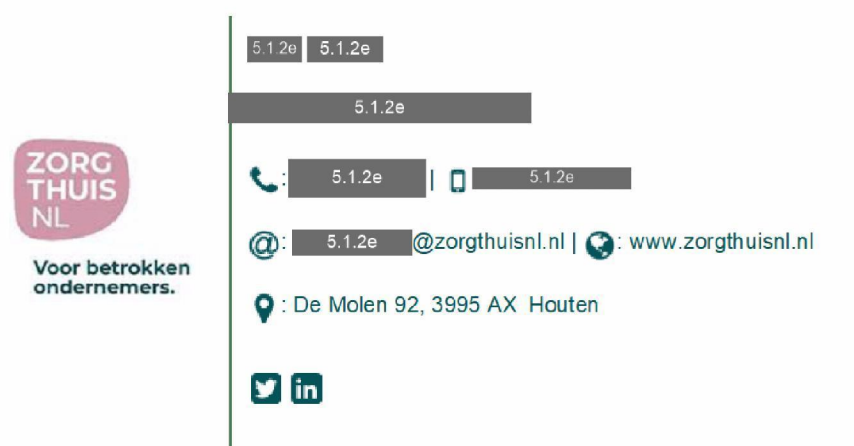 5.1.2e 5.1.2e
5.1.2e
ZORG
THUIS
NL
Voor betrokken
ondernemers.
: 5.1.2e | 5.1.2e
@: 5.1.2e @zorgthuisnl.nl | : www.zorgthuisnl.nl
: De Molen 92, 3995 AX Houten
in